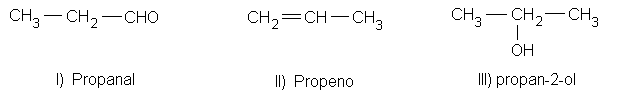 CH3—CH2—CHO
CH2=CH—CH3
CH3—CH2—CH3
OH
I) Propanal
II) Propeno
III) propan-2-ol